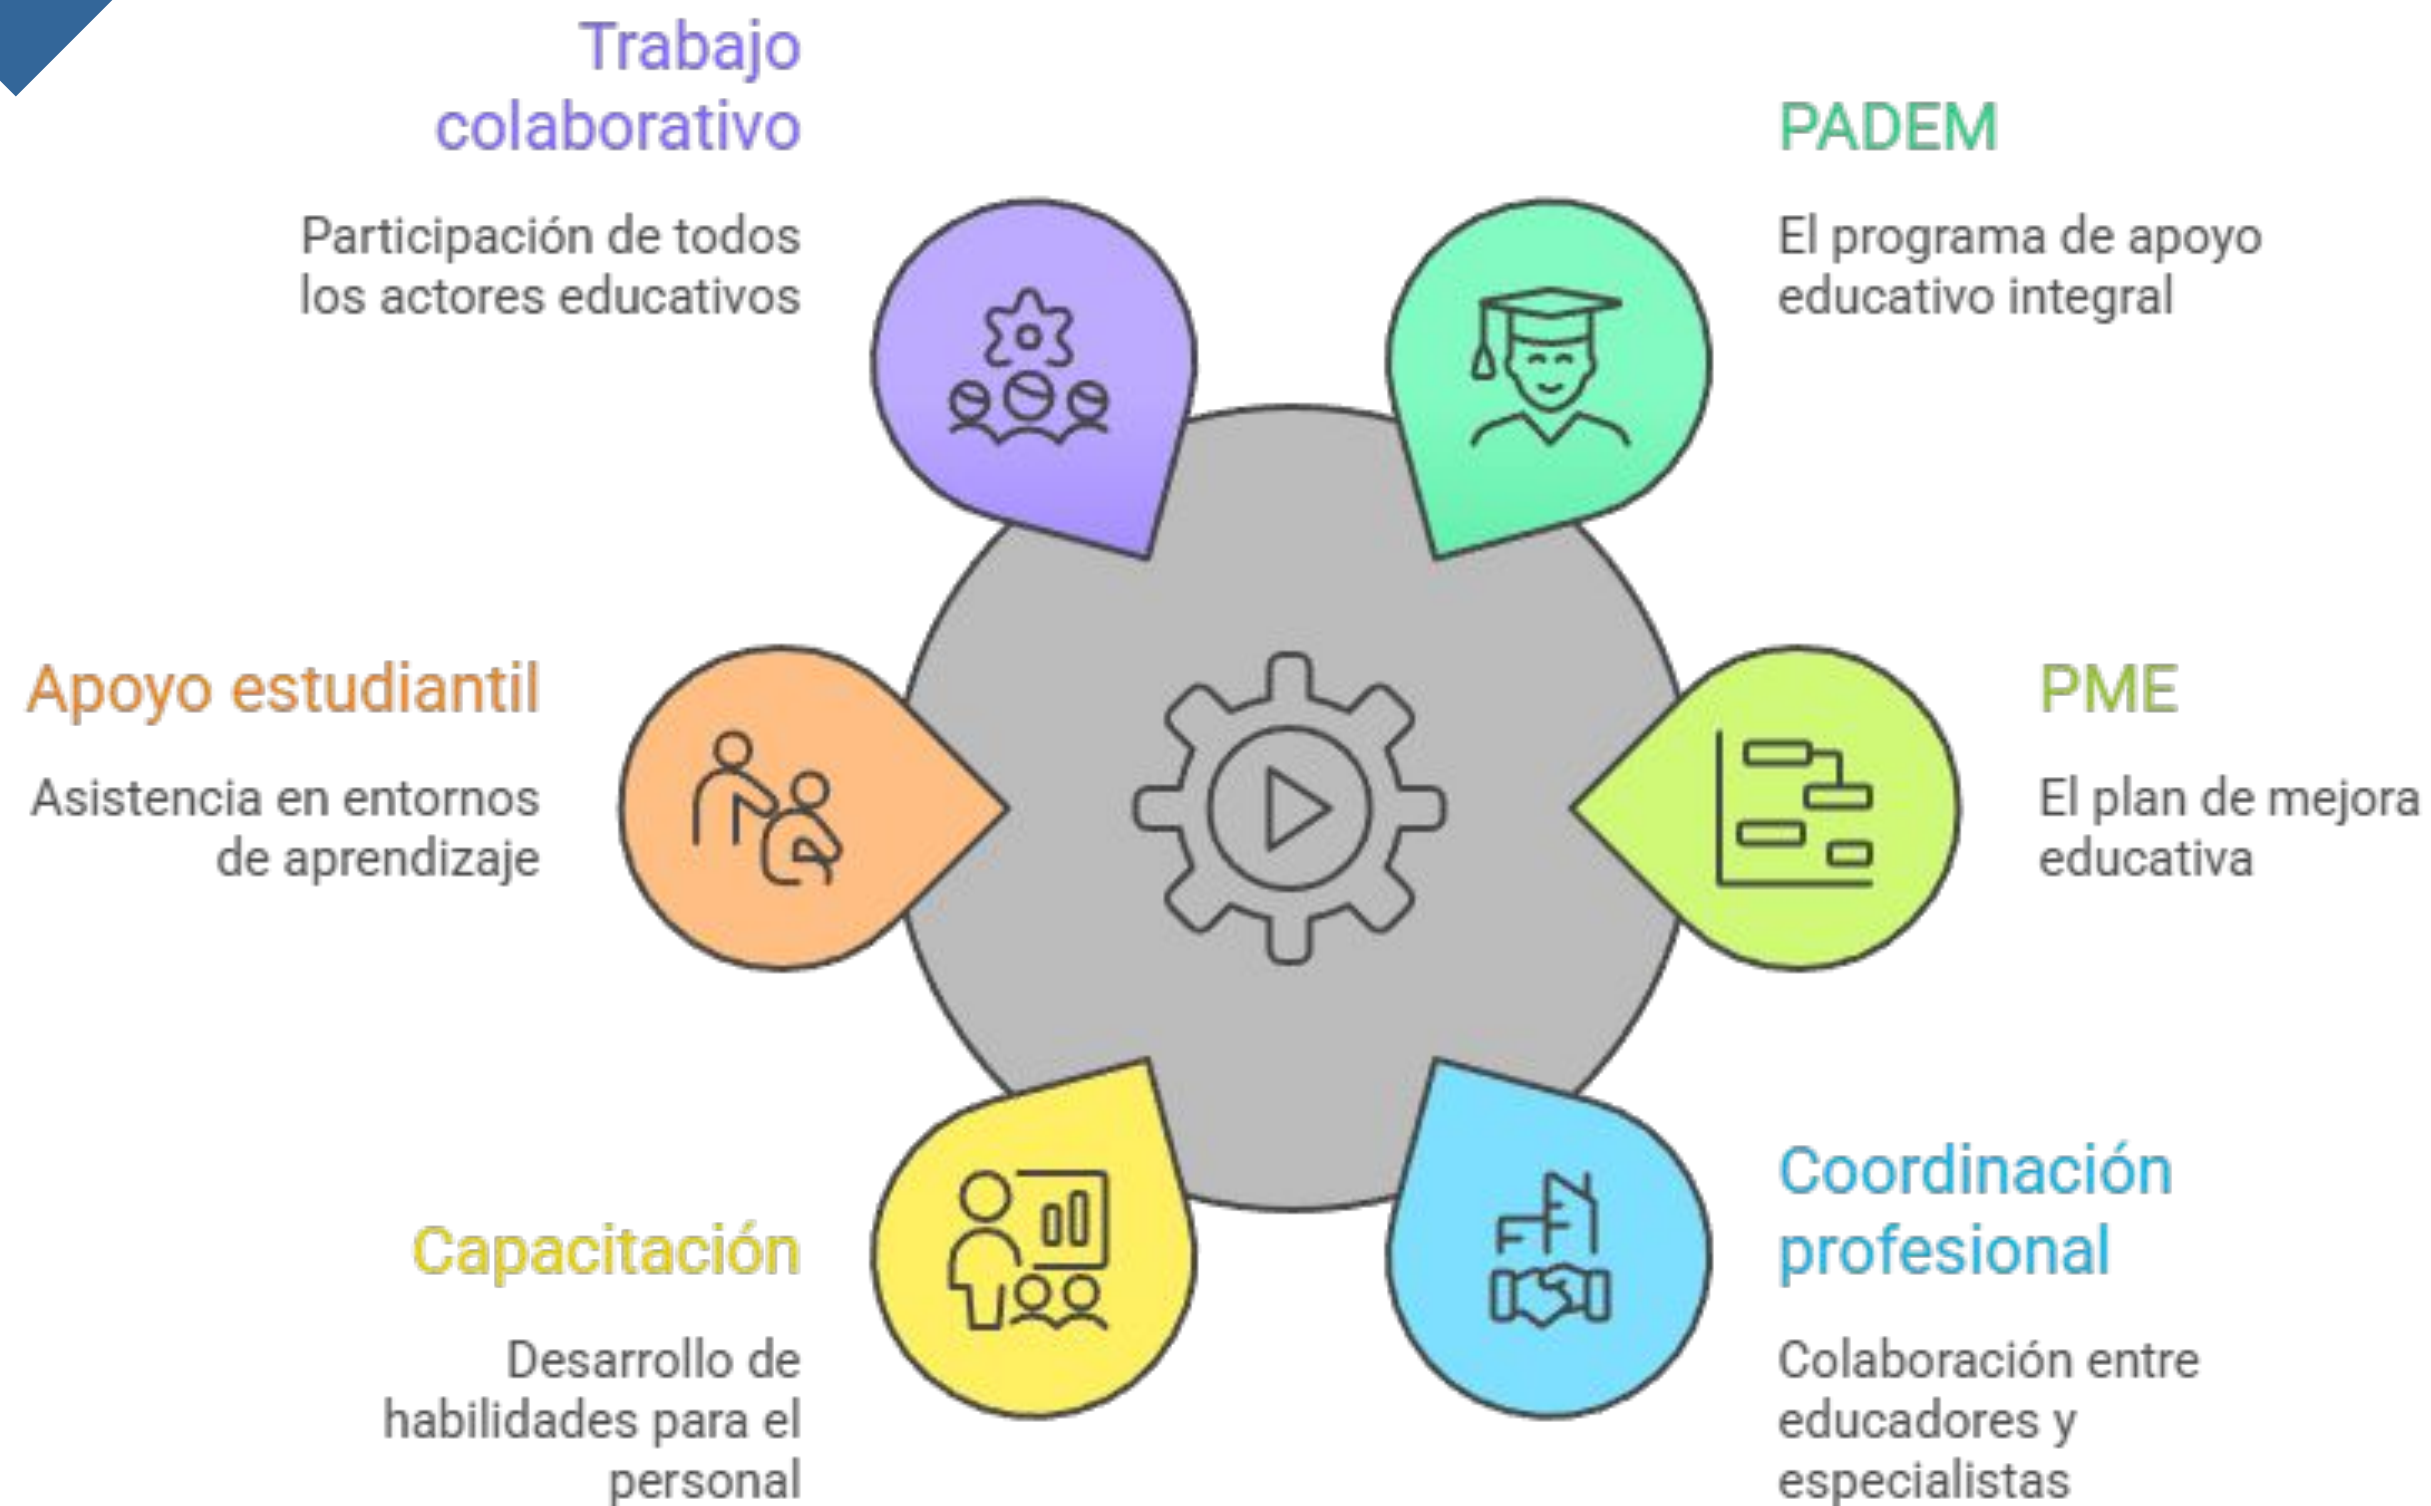 Trabajo
colaborativo
Participación de todos
los actores educativos
PADEM
El programa de apoyo
educativo integral
Apoyo estudiantil
Asistencia en entornos
de aprendizaje
PME
El plan de mejora
educativa
Capacitación
Desarrollo de
habilidades para el
personal
Coordinación
profesional
Colaboración entre
educadores y
especialistas